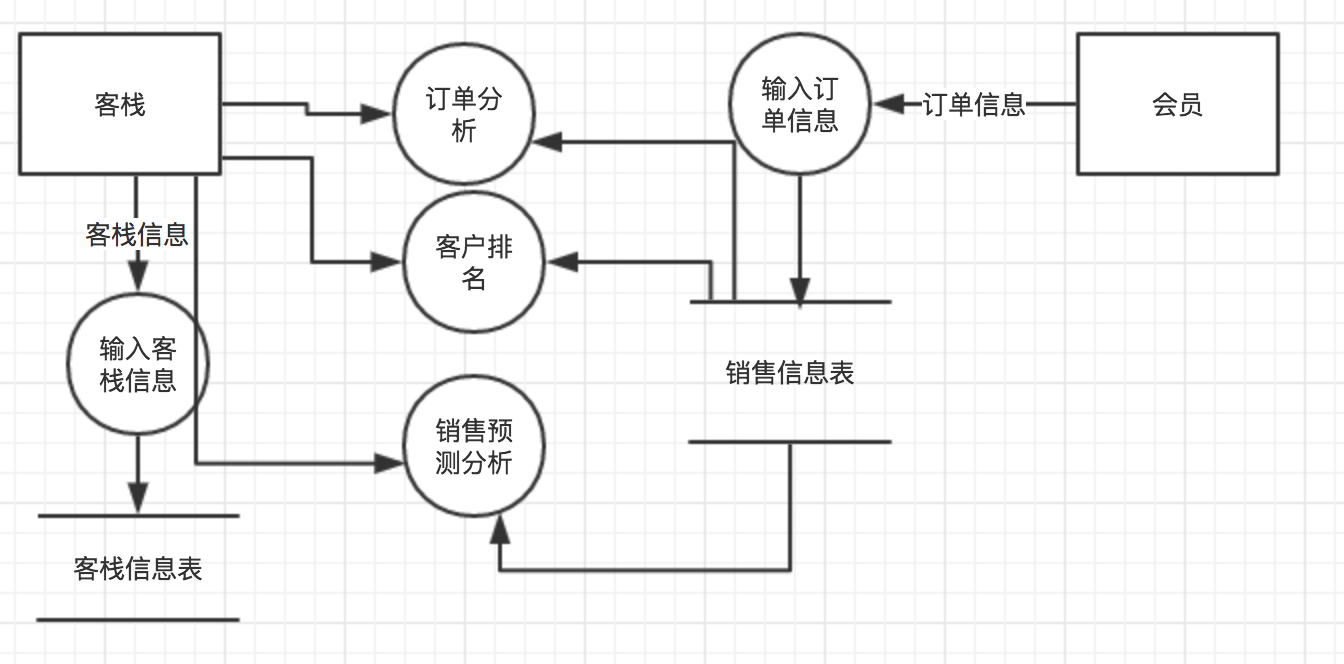 客栈
订单分
析
输入订
单信息
订单信息
会员
客栈信息
客户排
名
输入客
栈信息
销售信息表
销售预
测分析
客栈信息表